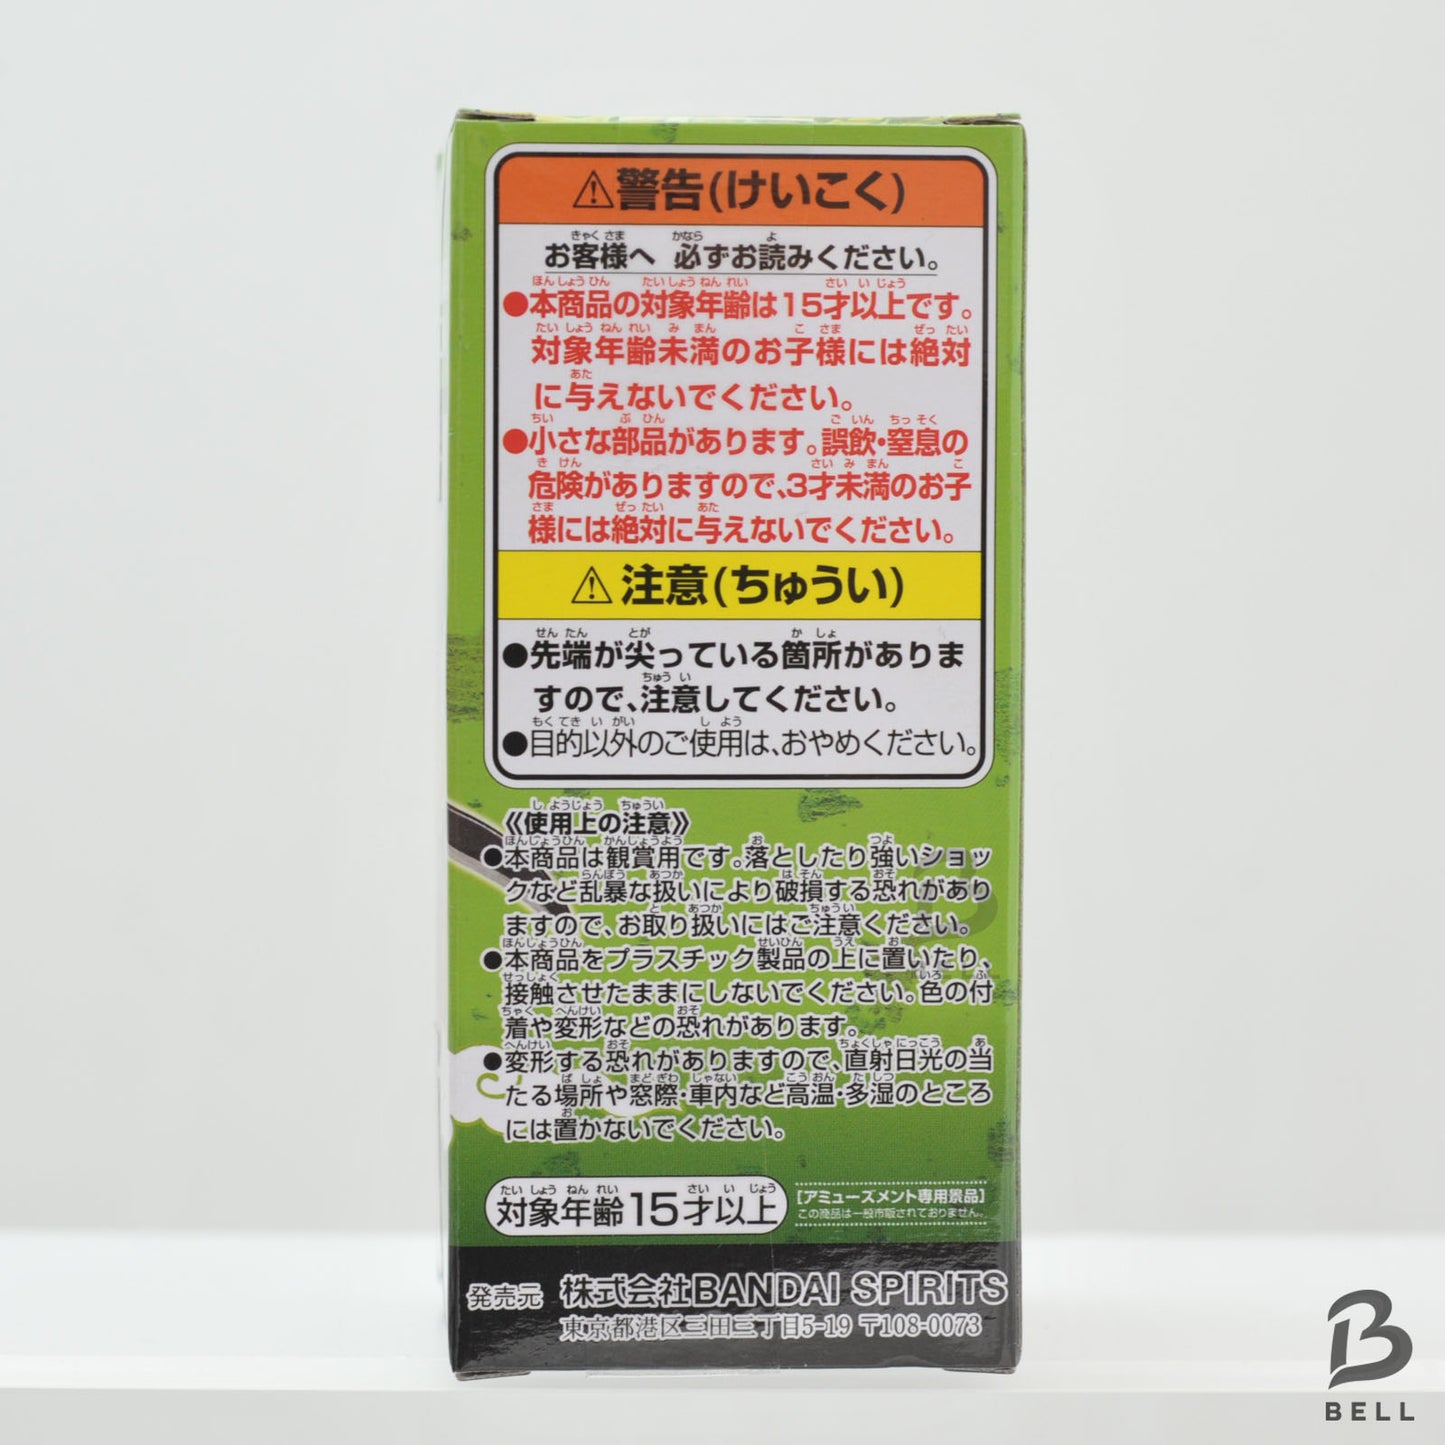 ⚠警告(けいこく)
お客様へ 必ずお読みください。
●本商品の対象年齢は15才以上です。
対象年齢未満のお子様には絶対
に与えないでください。
●小さな部品があります。誤飲・窒息の
危険がありますので、3才未満のお子
様には絶対に与えないでください。
⚠注意(ちゅうい)
●先端が尖っている箇所がありま
すので、注意してください。
●目的以外のご使用は、おやめください。
《使用上の注意》
●本商品は観賞用です。落としたり強いショッ
クなど乱暴な扱いにより破損する恐れがあり
ますので、お取り扱いにはご注意ください。
●本商品をプラスチック製品の上に置いたり、
接触させたままにしないでください。色の付
着や変形などの恐れがあります。
●変形する恐れがありますので、直射日光の当
たる場所や窓際・車内など高温・多湿のところ
には置かないでください。
対象年齢15才以上
[アミューズメント専用景品]
この商品は一般市販されておりません。
発売元 株式会社BANDAI SPIRITS
東京都港区三田三丁目5-19 〒108-0073
BELL